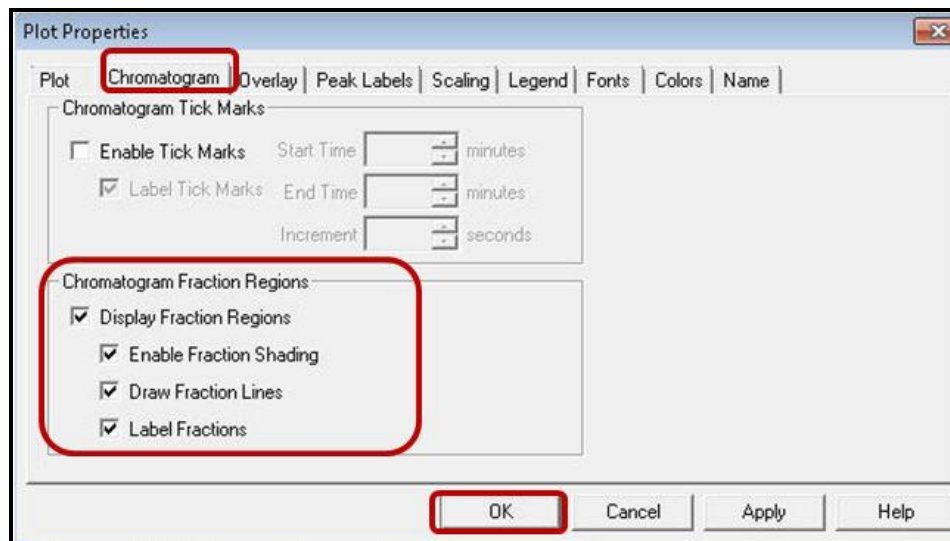 Plot Properties
Plot Chromatogram Overlay Peak Labels Scaling Legend Fonts Colors Name
Chromatogram Tick Marks
Enable Tick Marks Start Time minutes
Label Tick Marks End Time minutes
Increment seconds
Chromatogram Fraction Regions
Display Fraction Regions
Enable Fraction Shading
Draw Fraction Lines
Label Fractions
OK Cancel Apply Help